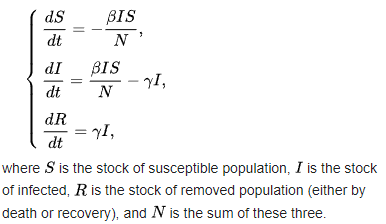 dS/dt = −βIS/N,
dI/dt = βIS/N − γI,
dR/dt = γI,
where S is the stock of susceptible population, I is the stock
of infected, R is the stock of removed population (either by
death or recovery), and N is the sum of these three.